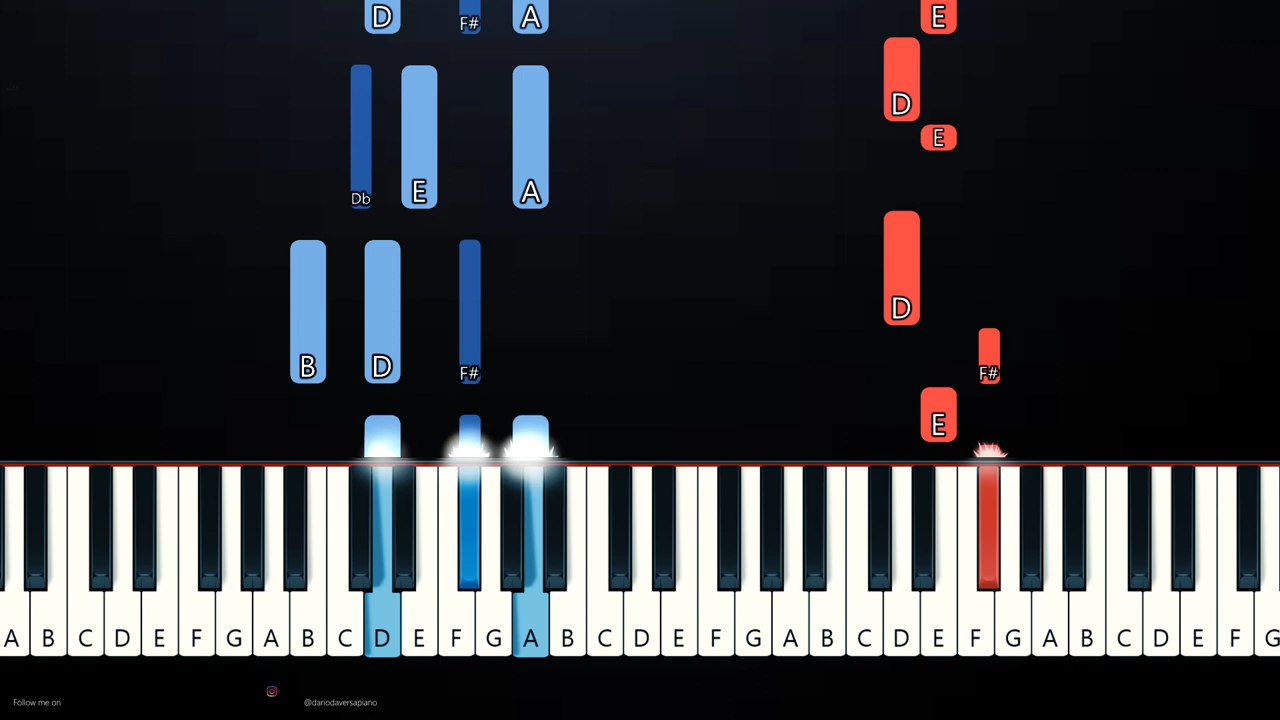 D F# A E
D
E
Db E A
D
B D F# F#
E
A B C D E F G A B C D E F G A B C D E F G A B C D E F G A B C D E F G
Follow me on @dariodaversapiano